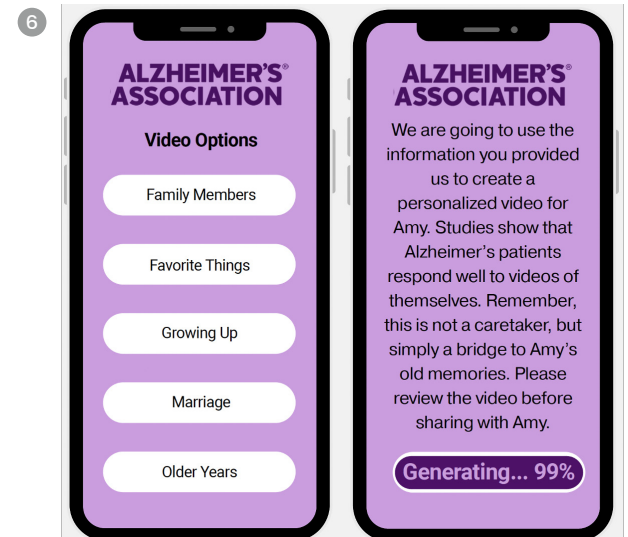 6
ALZHEIMER'S®
ASSOCIATION
Video Options
Family Members
Favorite Things
Growing Up
Marriage
Older Years
ALZHEIMER'S®
ASSOCIATION
We are going to use the
information you provided
us to create a
personalized video for
Amy. Studies show that
Alzheimer's patients
respond well to videos of
themselves. Remember,
this is not a caretaker, but
simply a bridge to Amy's
old memories. Please
review the video before
sharing with Amy.
Generating... 99%